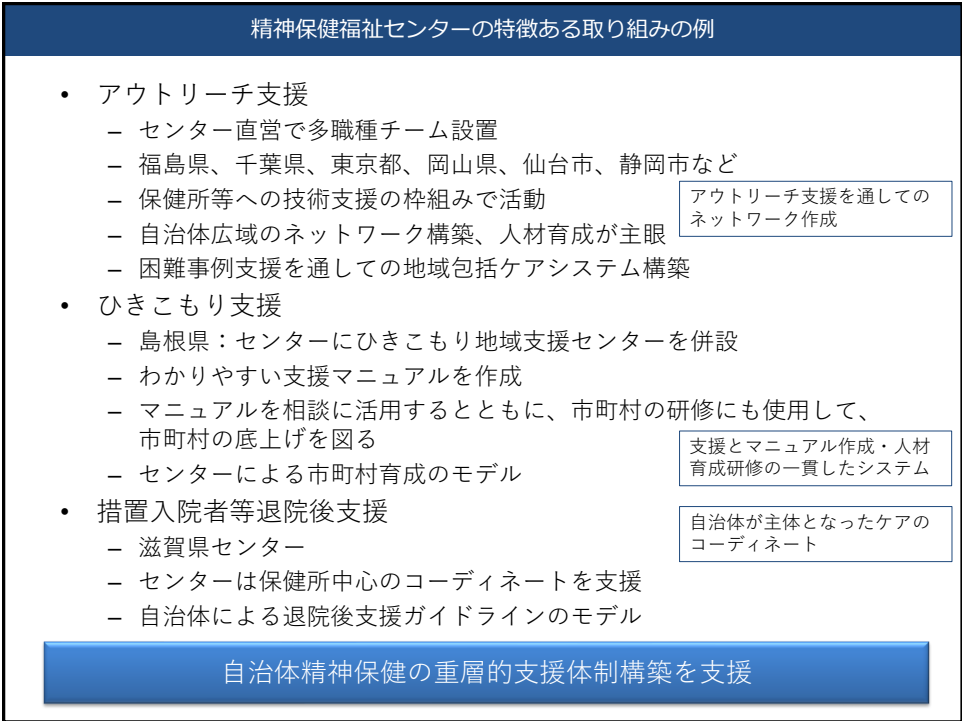 精神保健福祉センターの特徴ある取り組みの例
• アウトリーチ支援
– センター直営で多職種チーム設置
– 福島県、千葉県、東京都、岡山県、仙台市、静岡市など
– 保健所等への技術支援の枠組みで活動
– 自治体広域のネットワーク構築、人材育成が主眼
アウトリーチ支援を通しての
ネットワーク作成
– 困難事例支援を通しての地域包括ケアシステム構築
• ひきこもり支援
– 島根県：センターにひきこもり地域支援センターを併設
– わかりやすい支援マニュアルを作成
– マニュアルを相談に活用するとともに、市町村の研修にも使用して、
市町村の底上げを図る
– センターによる市町村育成のモデル
支援とマニュアル作成・人材
育成研修の一貫したシステム
• 措置入院者等退院後支援
– 滋賀県センター
自治体が主体となったケアの
コーディネート
– センターは保健所中心のコーディネートを支援
– 自治体による退院後支援ガイドラインのモデル
自治体精神保健の重層的支援体制構築を支援